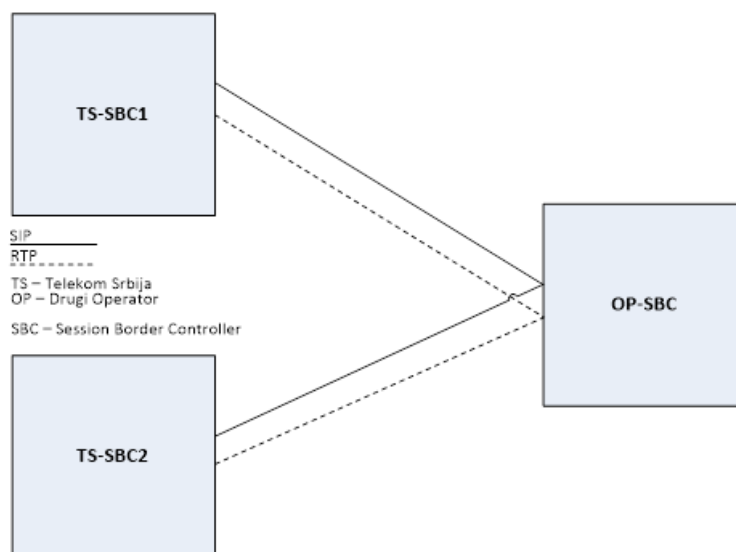 TS-SBC1
SIP
RTP
TS – Telekom Srbija
OP – Drugi Operator
SBC – Session Border Controller
OP-SBC
TS-SBC2